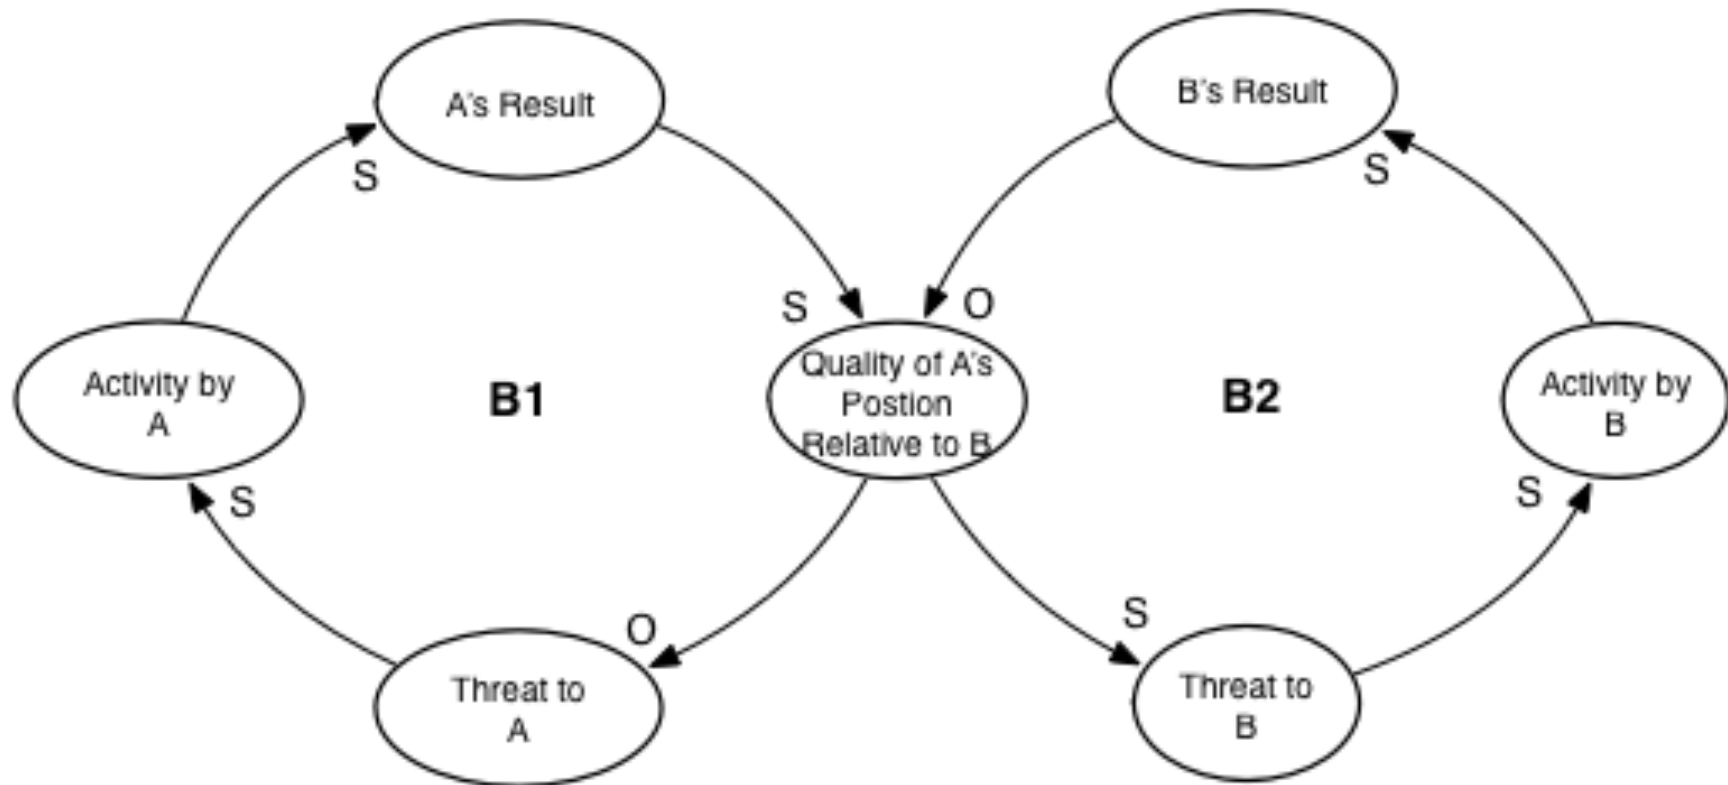 A's Result
B's Result
S
S
S
O
Activity by
A
B1
Quality of A's
Postion
Relative to B
B2
Activity by
B
S
S
O
S
Threat to
A
Threat to
B